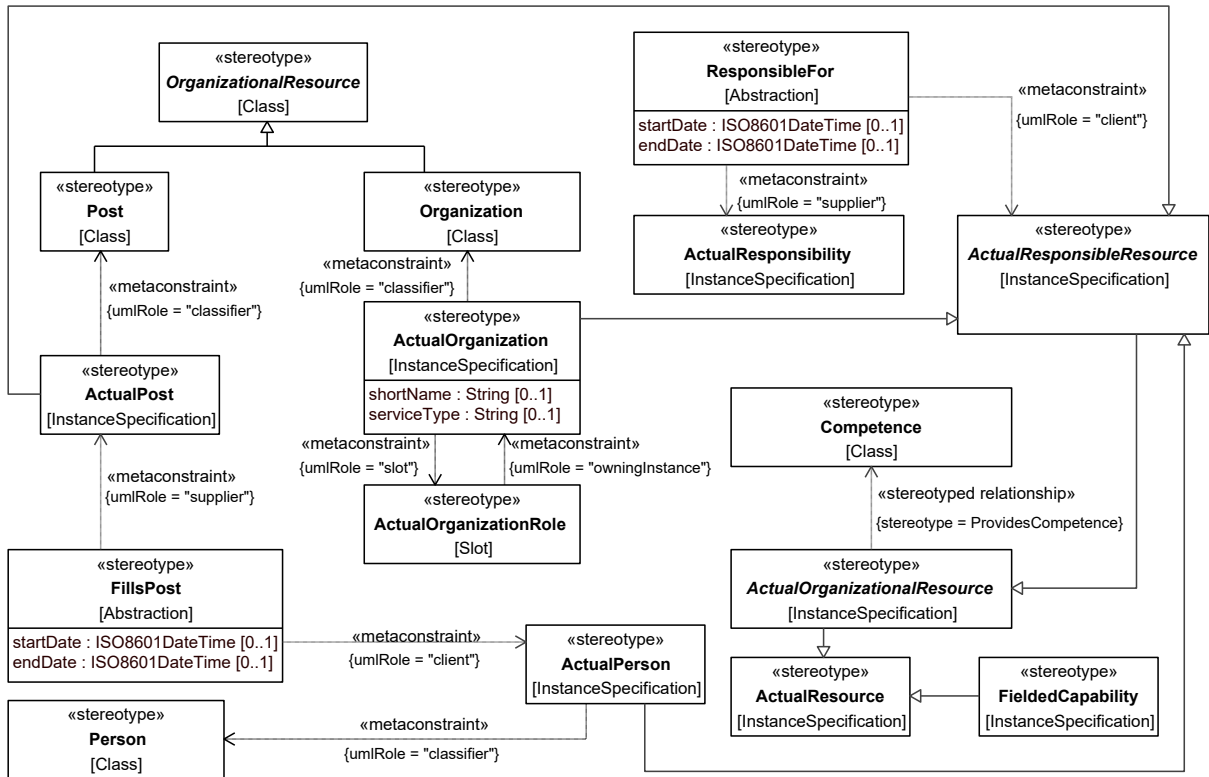 «stereotype»
OrganizationalResource
[Class]
«stereotype»
ResponsibleFor
[Abstraction]
startDate : ISO8601DateTime [0..1]
endDate : ISO8601DateTime [0..1]
«metaconstraint»
{umlRole = "client"}
«stereotype»
Post
[Class]
«stereotype»
Organization
[Class]
«metaconstraint»
{umlRole = "supplier"}
«stereotype»
ActualResponsibility
[InstanceSpecification]
«stereotype»
ActualResponsibleResource
[InstanceSpecification]
«metaconstraint»
{umlRole = "classifier"}
«metaconstraint»
{umlRole = "classifier"}
«stereotype»
ActualOrganization
[InstanceSpecification]
shortName : String [0..1]
serviceType : String [0..1]
«stereotype»
ActualPost
[InstanceSpecification]
«stereotype»
Competence
[Class]
«metaconstraint»
{umlRole = "slot"}
«metaconstraint»
{umlRole = "owningInstance"}
«metaconstraint»
{umlRole = "supplier"}
«stereotype»
ActualOrganizationRole
[Slot]
«stereotyped relationship»
{stereotype = ProvidesCompetence}
«stereotype»
FillsPost
[Abstraction]
startDate : ISO8601DateTime [0..1]
endDate : ISO8601DateTime [0..1]
«stereotype»
ActualOrganizationalResource
[InstanceSpecification]
«metaconstraint»
{umlRole = "client"}
«stereotype»
ActualPerson
[InstanceSpecification]
«stereotype»
ActualResource
[InstanceSpecification]
«stereotype»
FieldedCapability
[InstanceSpecification]
«stereotype»
Person
[Class]
«metaconstraint»
{umlRole = "classifier"}